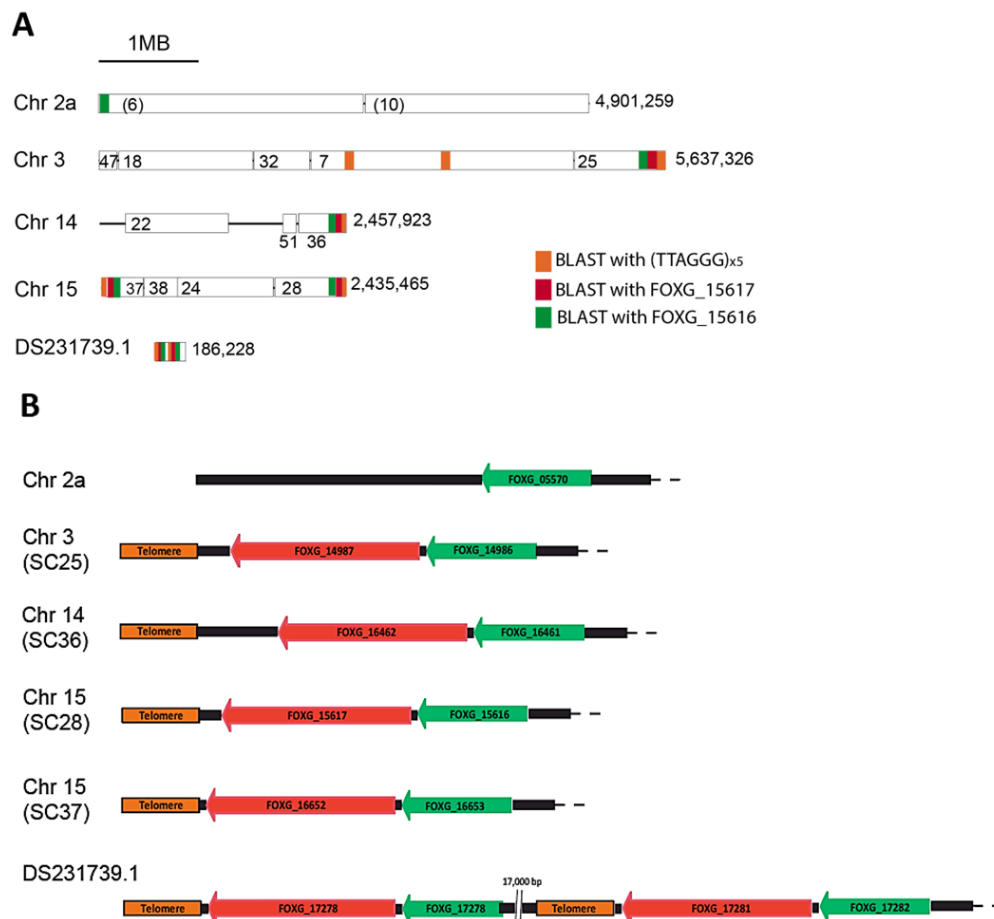 A
1MB
Chr 2a (6) (10) 4,901,259
Chr 3 47 18 32 7 25 5,637,326
Chr 14 22 51 36 2,457,923
Chr 15 37 38 24 28 2,435,465
DS231739.1 186,228
BLAST with (TTAGGG)x5
BLAST with FOXG_15617
BLAST with FOXG_15616
B
Chr 2a FOXG_05570
Chr 3
(SC25) Telomere FOXG_14987 FOXG_14986
Chr 14
(SC36) Telomere FOXG_16462 FOXG_16461
Chr 15
(SC28) Telomere FOXG_15617 FOXG_15616
Chr 15
(SC37) Telomere FOXG_16652 FOXG_16653
DS231739.1
17,000 bp
Telomere FOXG_17278 FOXG_17278 Telomere FOXG_17281 FOXG_17282